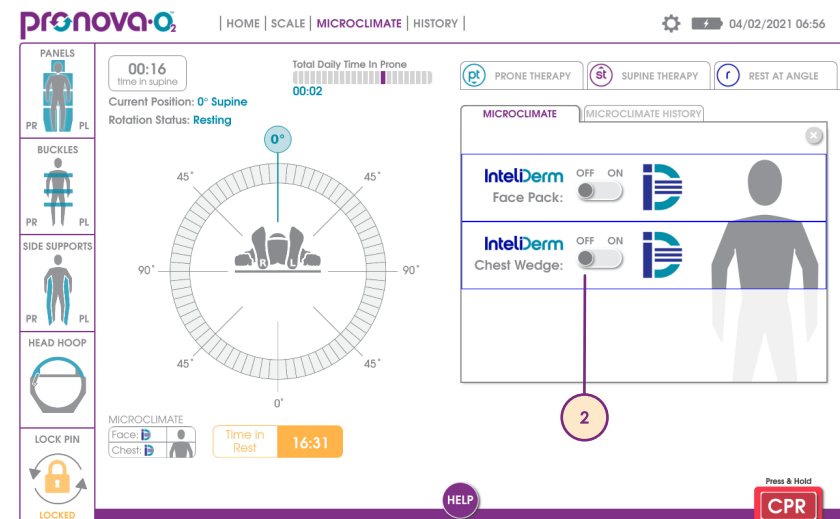 pronova·O2
| HOME | SCALE | MICROCLIMATE | HISTORY |
04/02/2021 06:56
PANELS
PR PL
BUCKLES
PR PL
SIDE SUPPORTS
PR PL
HEAD HOOP
LOCK PIN
LOCKED
00:16
time in supine
Total Daily Time In Prone
00:02
Current Position: 0° Supine
Rotation Status: Resting
0°
45° 45°
90° 90°
R L
45° 45°
0°
MICROCLIMATE
Face:
Chest:
Time in
Rest
16:31
pt PRONE THERAPY
st SUPINE THERAPY
r REST AT ANGLE
MICROCLIMATE
MICROCLIMATE HISTORY
InteliDerm OFF ON
Face Pack:
InteliDerm OFF ON
Chest Wedge:
2
HELP
Press & Hold
CPR